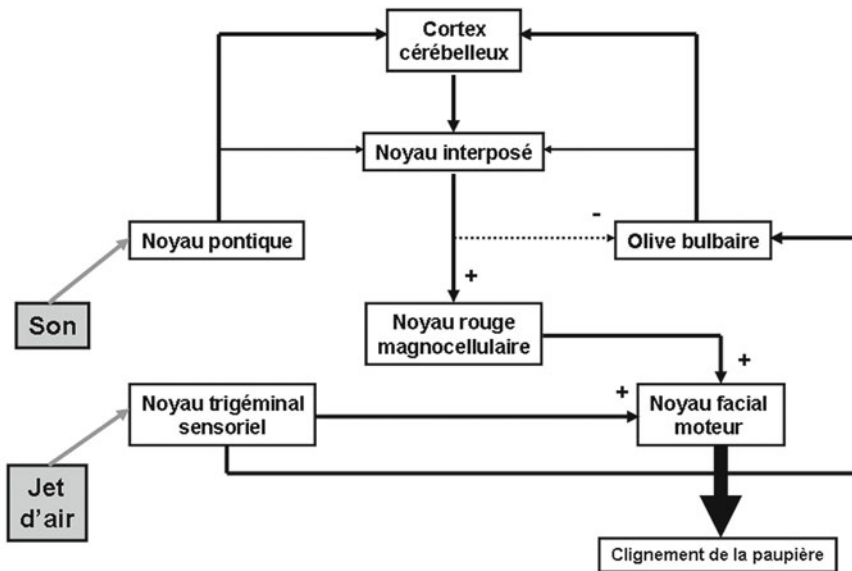 Cortex
cérébelleux
Noyau interposé
Noyau pontique
-
Olive bulbaire
+
Son
Noyau rouge
magnocellulaire
+
Noyau trigéminal
sensoriel
+
Noyau facial
moteur
Jet
d'air
Clignement de la paupière